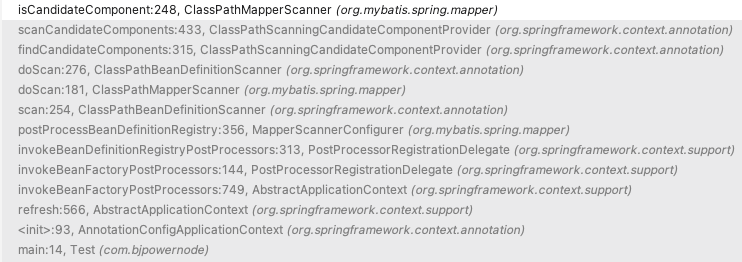 isCandidateComponent:248, ClassPathMapperScanner (org.mybatis.spring.mapper)
scanCandidateComponents:433, ClassPathScanningCandidateComponentProvider (org.springframework.context.annotation)
findCandidateComponents:315, ClassPathScanningCandidateComponentProvider (org.springframework.context.annotation)
doScan:276, ClassPathBeanDefinitionScanner (org.springframework.context.annotation)
doScan:181, ClassPathMapperScanner (org.mybatis.spring.mapper)
scan:254, ClassPathBeanDefinitionScanner (org.springframework.context.annotation)
postProcessBeanDefinitionRegistry:356, MapperScannerConfigurer (org.mybatis.spring.mapper)
invokeBeanDefinitionRegistryPostProcessors:313, PostProcessorRegistrationDelegate (org.springframework.context.support)
invokeBeanFactoryPostProcessors:144, PostProcessorRegistrationDelegate (org.springframework.context.support)
invokeBeanFactoryPostProcessors:749, AbstractApplicationContext (org.springframework.context.support)
refresh:566, AbstractApplicationContext (org.springframework.context.support)
<init>:93, AnnotationConfigApplicationContext (org.springframework.context.annotation)
main:14, Test (com.bjpowernode)